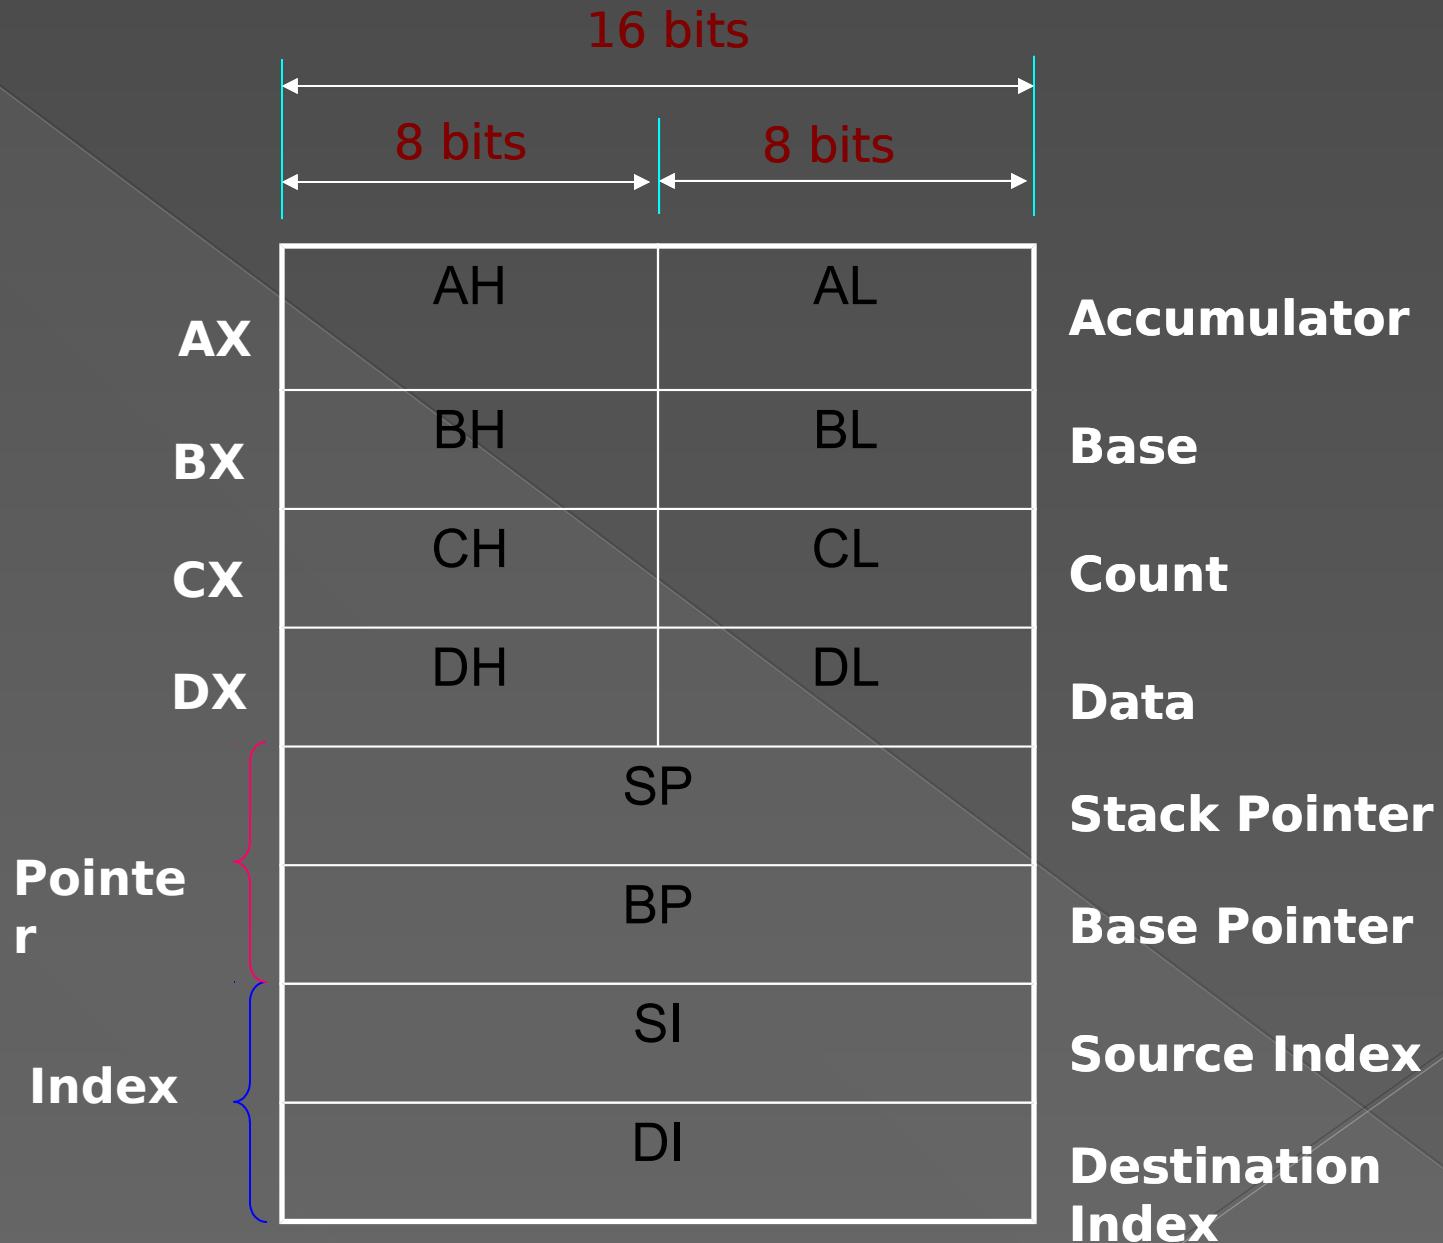 16 bits
8 bits 8 bits
AH AL
AX Accumulator
BH BL
BX Base
CH CL
CX Count
DH DL
DX Data
SP
Stack Pointer
Pointe
r
BP
Base Pointer
SI
Source Index
Index
DI
Destination
Index